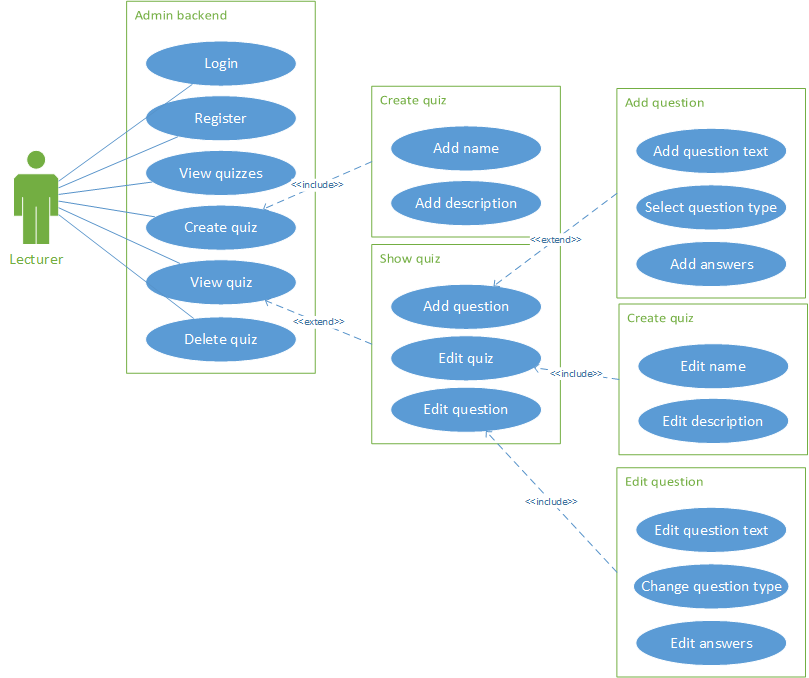 Admin backend
Login
Register
View quizzes
Create quiz
View quiz
Delete quiz
Lecturer
<<include>>
<<extend>>
Create quiz
Add name
Add description
Show quiz
Add question
Edit quiz
Edit question
<<extend>>
<<include>>
<<include>>
Add question
Add question text
Select question type
Add answers
Create quiz
Edit name
Edit description
Edit question
Edit question text
Change question type
Edit answers